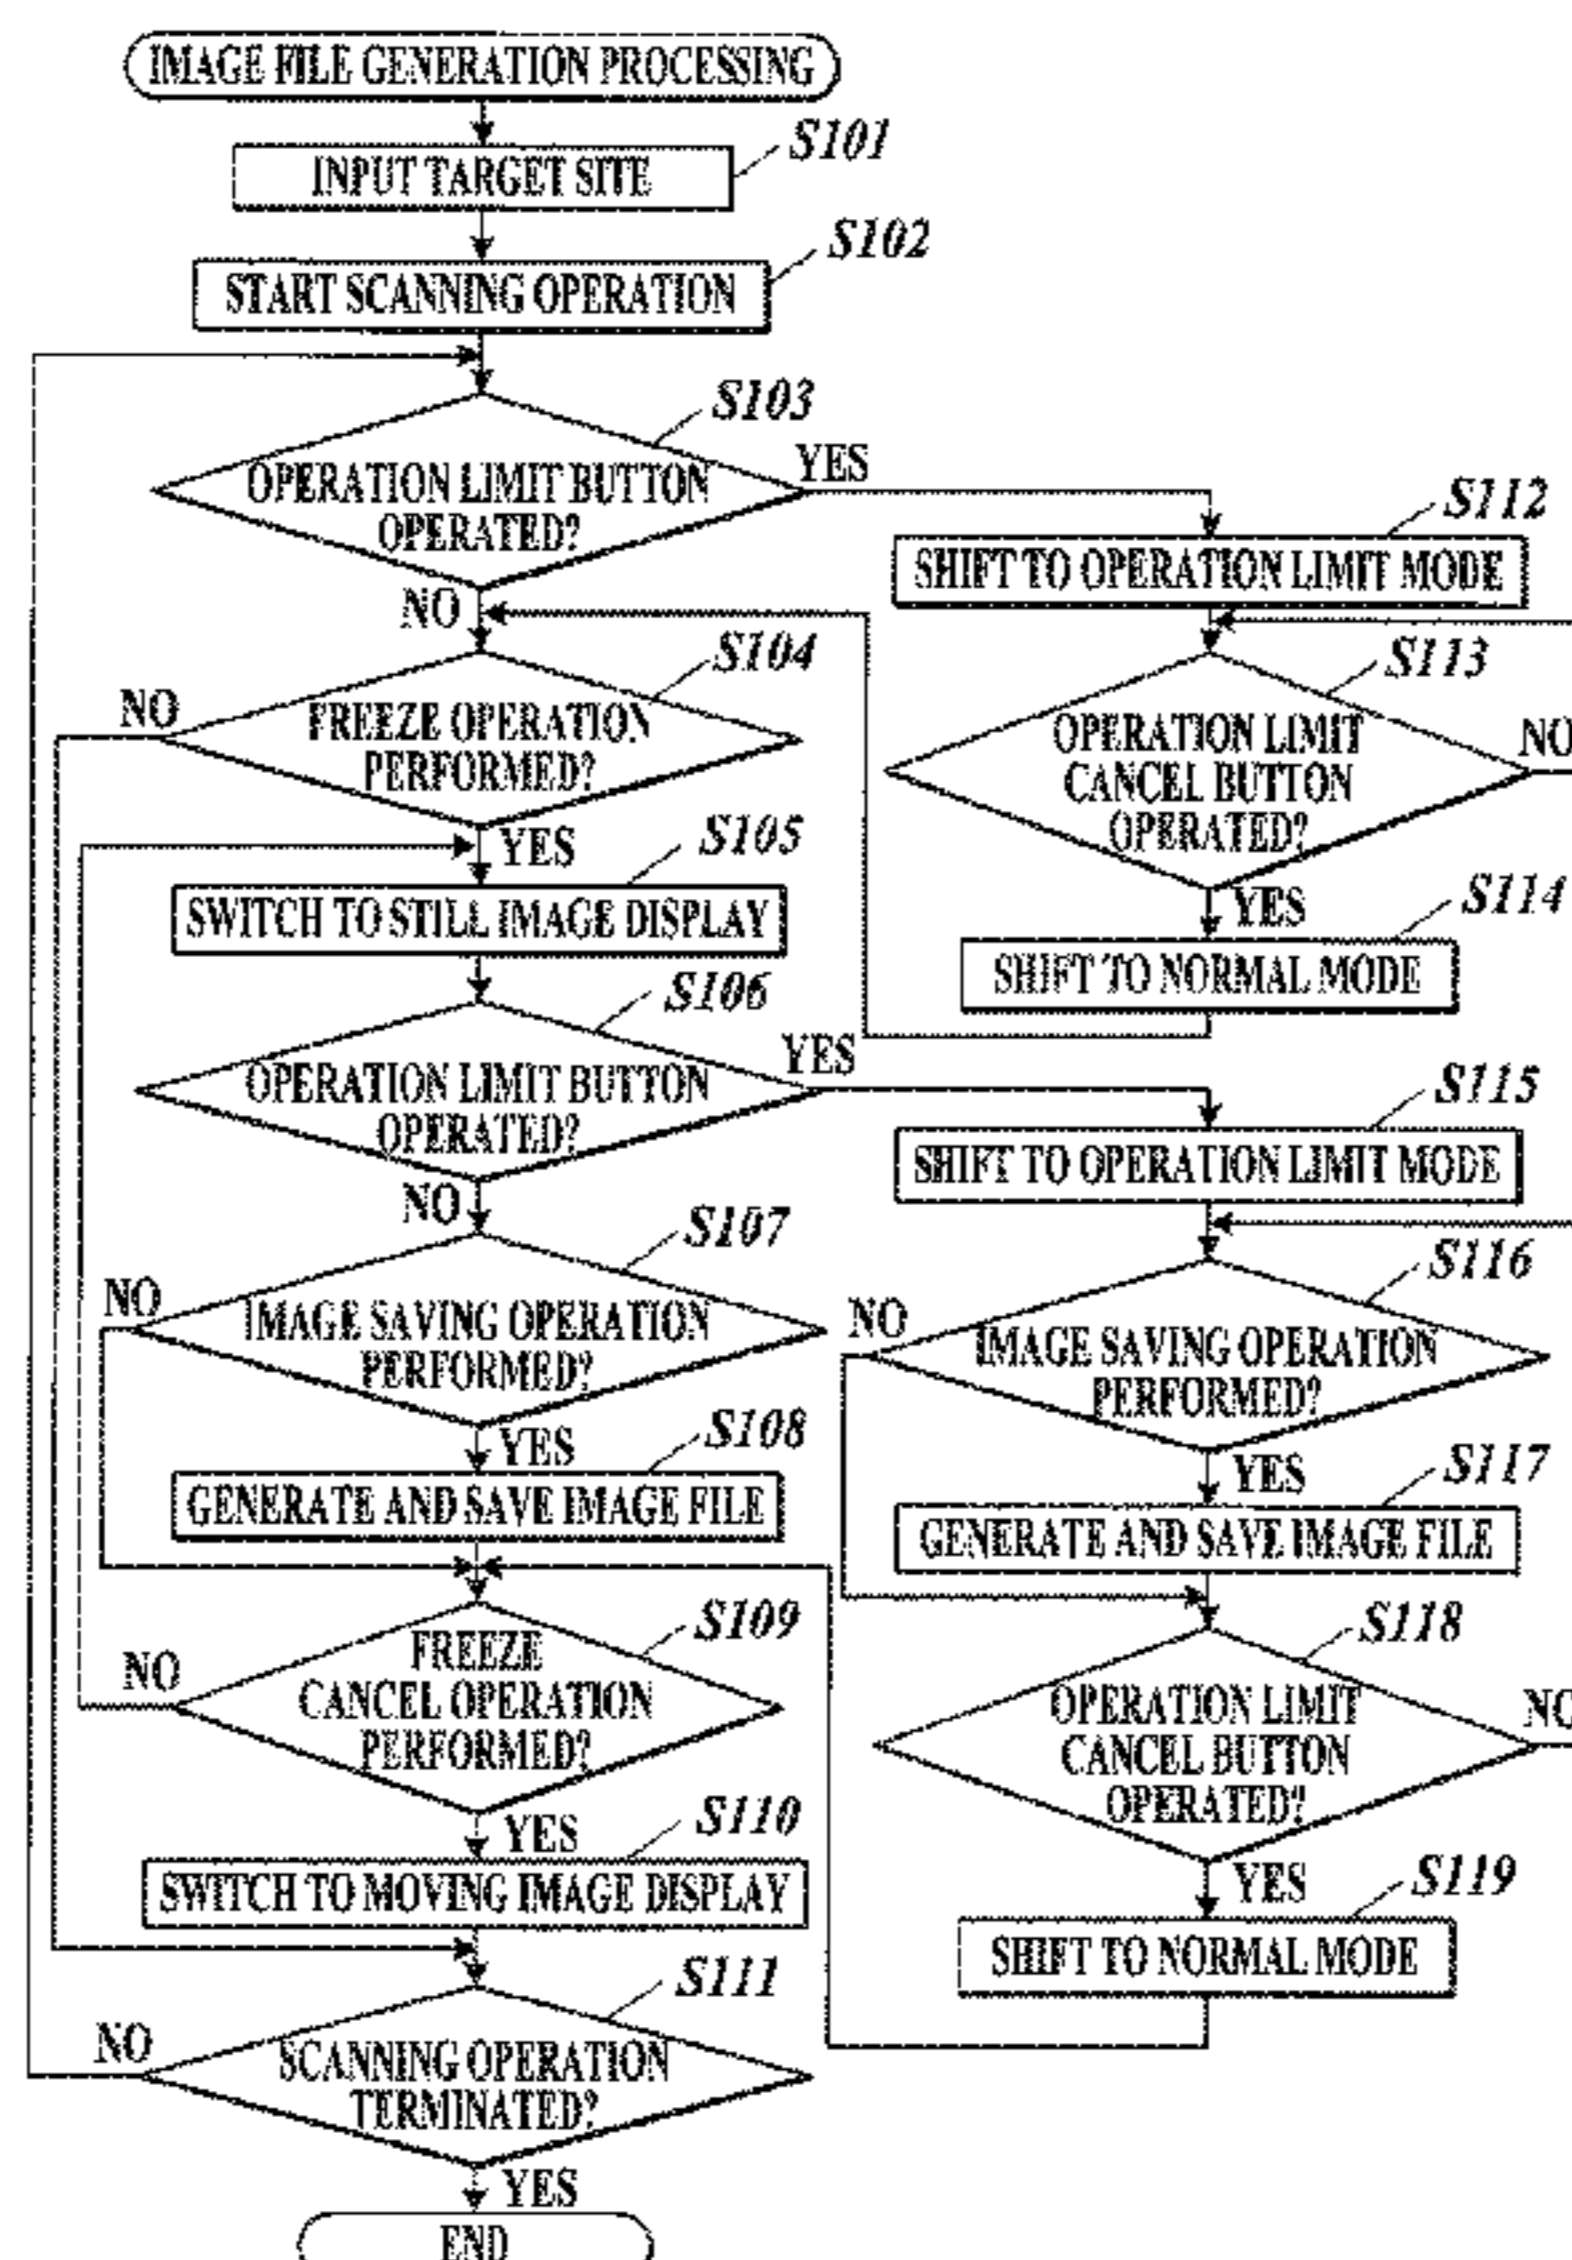 IMAGE FILE GENERATION PROCESSING
S101
INPUT TARGET SITE
S102
START SCANNING OPERATION
S103
OPERATION LIMIT BUTTON
OPERATED?
YES
NO
S104
FREEZE OPERATION
PERFORMED?
NO
YES
S105
SWITCH TO STILL IMAGE DISPLAY
S106
OPERATION LIMIT BUTTON
OPERATED?
YES
NO
S107
IMAGE SAVING OPERATION
PERFORMED?
NO
YES
S108
GENERATE AND SAVE IMAGE FILE
S109
FREEZE
CANCEL OPERATION
PERFORMED?
NO
YES
S110
SWITCH TO MOVING IMAGE DISPLAY
S111
SCANNING OPERATION
TERMINATED?
NO
YES
END
S112
SHIFT TO OPERATION LIMIT MODE
S113
OPERATION LIMIT
CANCEL BUTTON
OPERATED?
NO
YES
S114
SHIFT TO NORMAL MODE
S115
SHIFT TO OPERATION LIMIT MODE
S116
IMAGE SAVING OPERATION
PERFORMED?
NO
YES
S117
GENERATE AND SAVE IMAGE FILE
S118
OPERATION LIMIT
CANCEL BUTTON
OPERATED?
NO
YES
S119
SHIFT TO NORMAL MODE